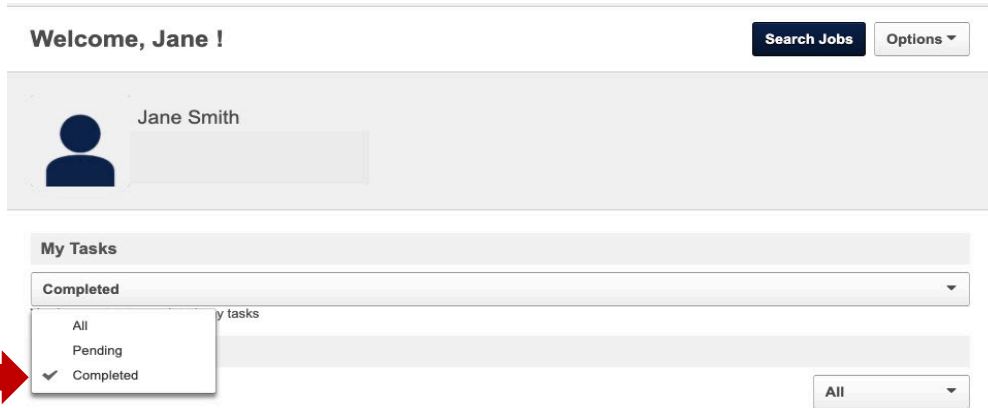 Welcome, Jane !
Search Jobs
Options
Jane Smith
My Tasks
Completed
y tasks
All
Pending
Completed
All